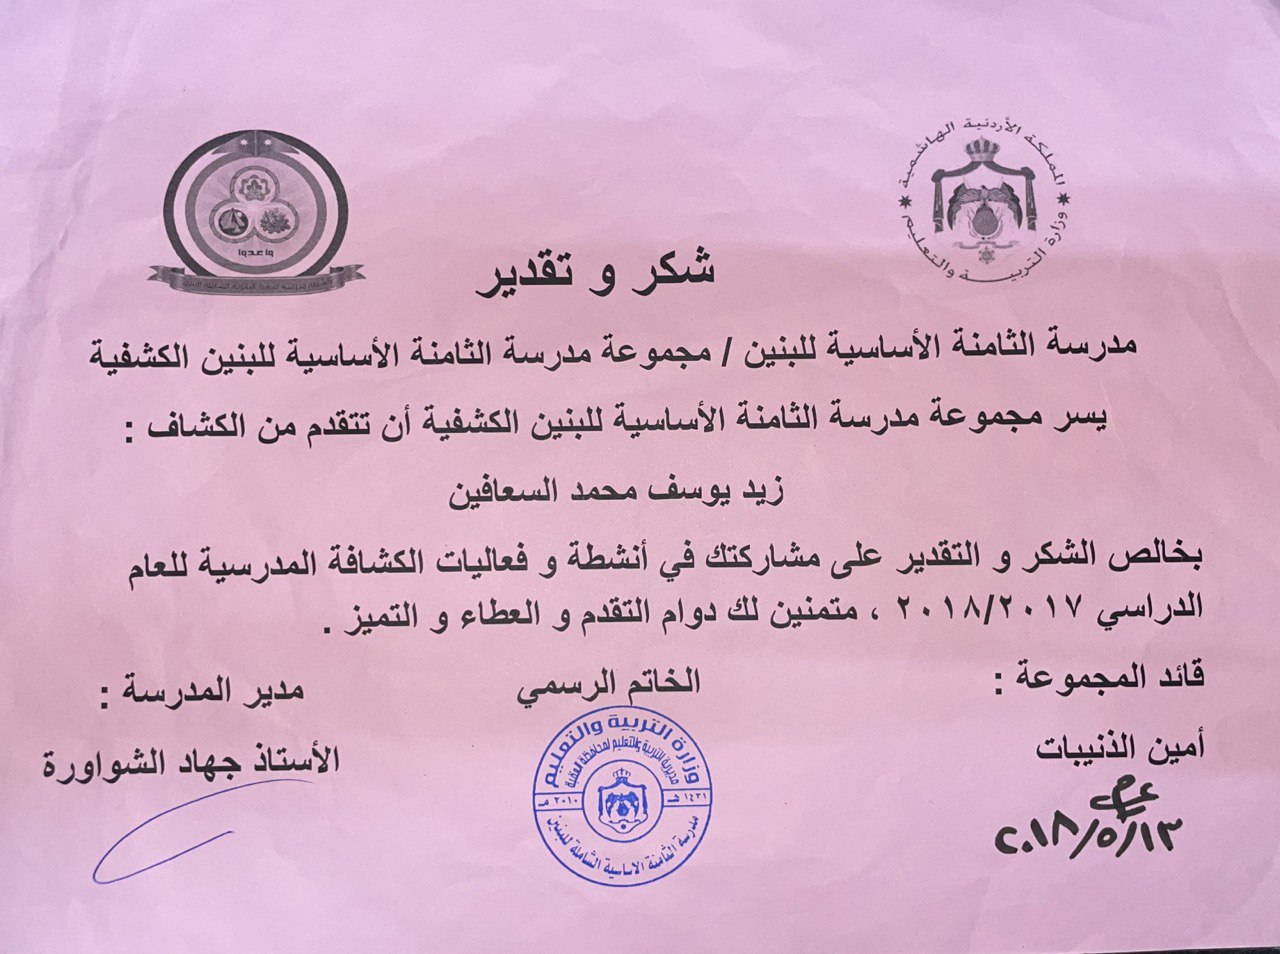 المملكة الأردنية الهاشمية
وزارة التربية والتعليم
واعدوا
شكر و تقدير
مدرسة الثامنة الأساسية للبنين / مجموعة مدرسة الثامنة الأساسية للبنين الكشفية
يسر مجموعة مدرسة الثامنة الأساسية للبنين الكشفية أن تتقدم من الكشاف :
زيد يوسف محمد السعافين
بخالص الشكر و التقدير على مشاركتك في أنشطة و فعاليات الكشافة المدرسية للعام
الدراسي ٢٠١٨/٢٠١٧ ، متمنين لك دوام التقدم و العطاء و التميز .
قائد المجموعة : الخاتم الرسمي مدير المدرسة :
أمين الذنيبات الأستاذ جهاد الشواورة
٢٠١٨/٥/١٣
وزارة التربية والتعليم
مديرية التربية والتعليم لمحافظة العقبة
١٤٣١ هـ ٢٠١٠ م
مدرسة الثامنة الاساسية الشاملة للبنين